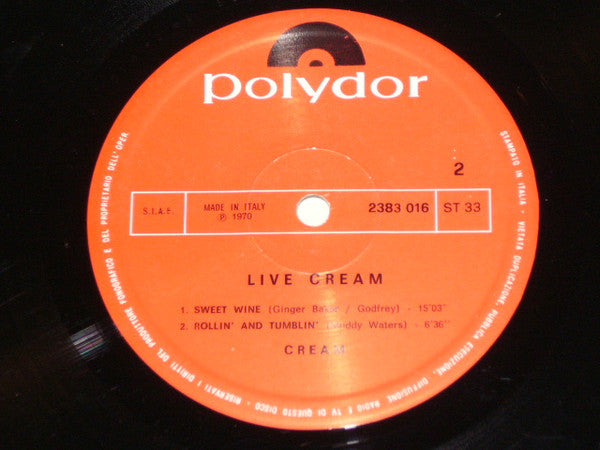 polydor
2
S.I.A.E.
MADE IN ITALY
℗ 1970
2383 016
ST 33
LIVE CREAM
1. SWEET WINE (Ginger Baker / Godfrey) - 15'03"
2. ROLLIN' AND TUMBLIN' (Muddy Waters) - 6'36"
CREAM
RISERVATI I DIRITTI DEL PRODUTTORE FONOGRAFICO E DEL PROPRIETARIO DELL'OPERA
STAMPATO IN ITALIA - VIETATA DUPLICAZIONE, PUBBLICA ESECUZIONE, DIFFUSIONE RADIO E TV DI QUESTO DISCO -